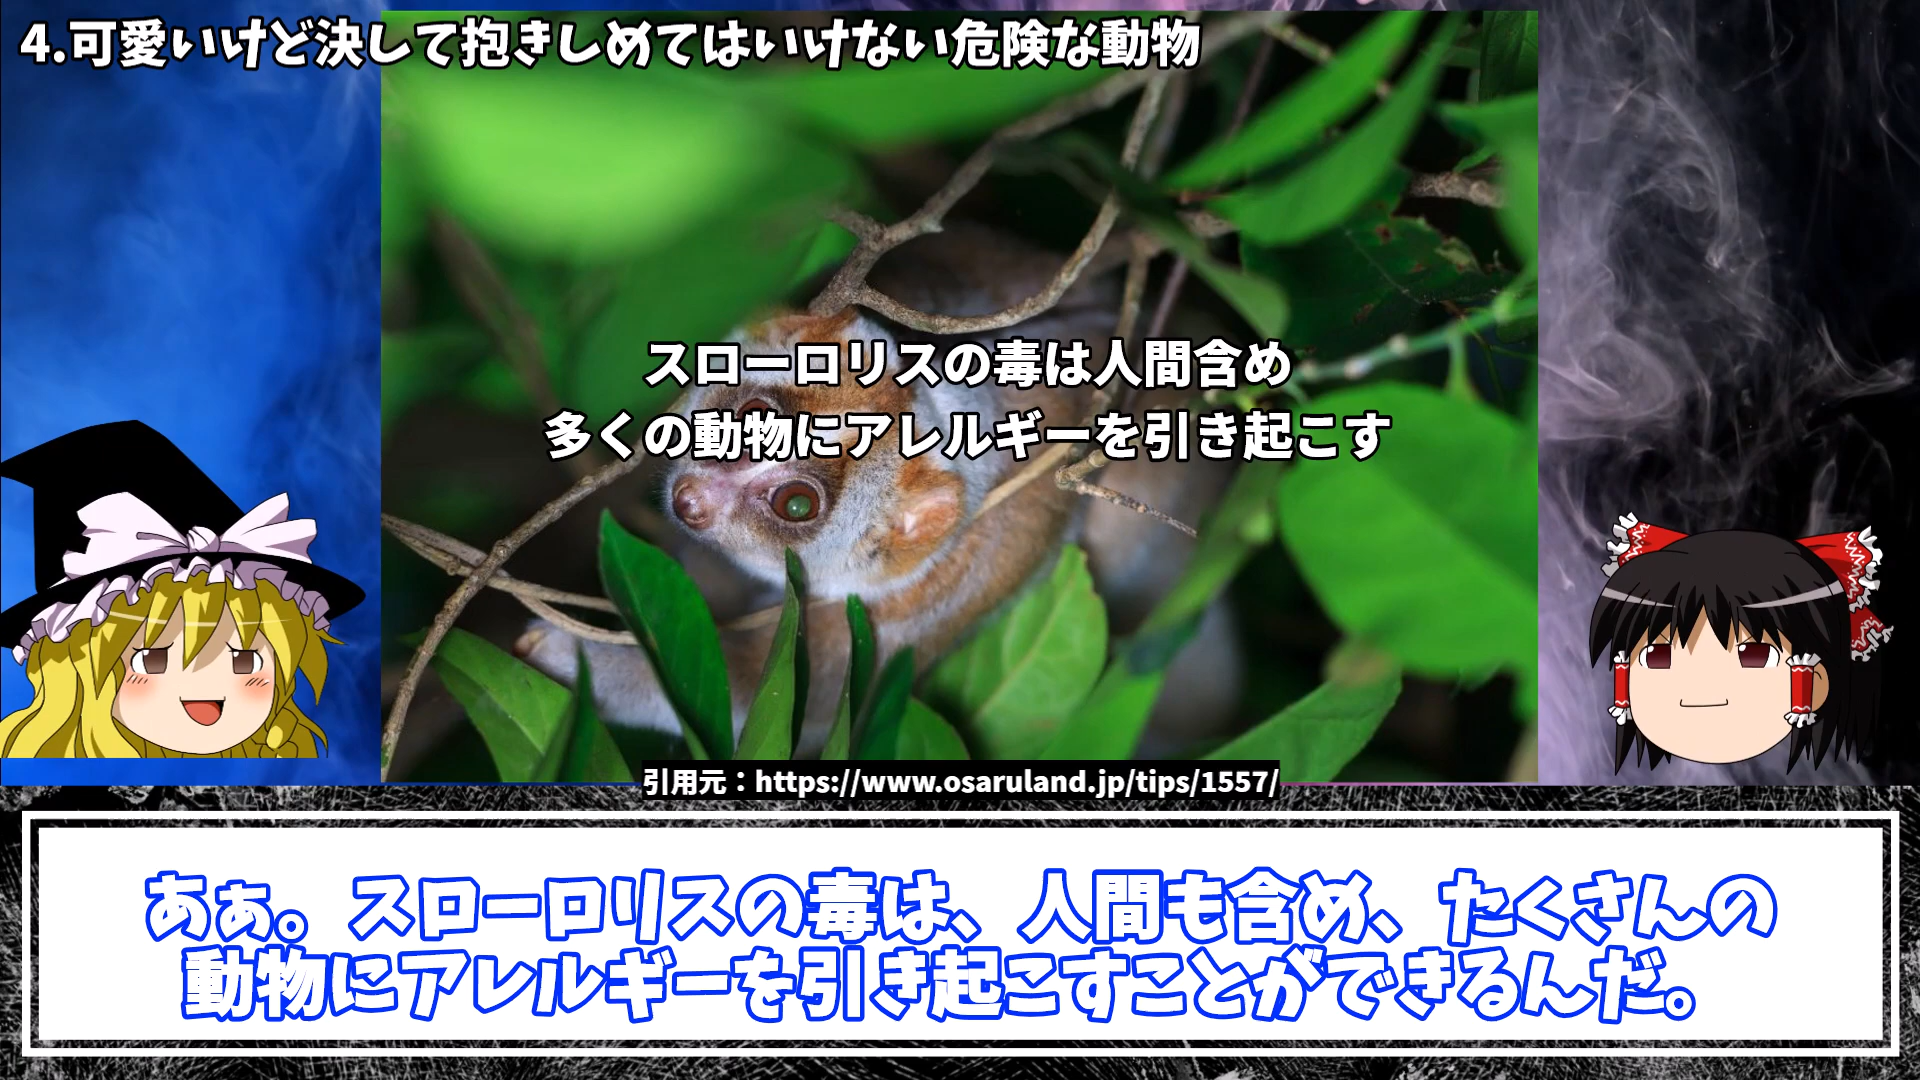 4.可愛いけど決して抱きしめてはいけない危険な動物
スローロリスの毒は人間含め
多くの動物にアレルギーを引き起こす
引用元：https://www.osaruland.jp/tips/1557/
あぁ。スローロリスの毒は、人間も含め、たくさんの
動物にアレルギーを引き起こすことができるんだ。